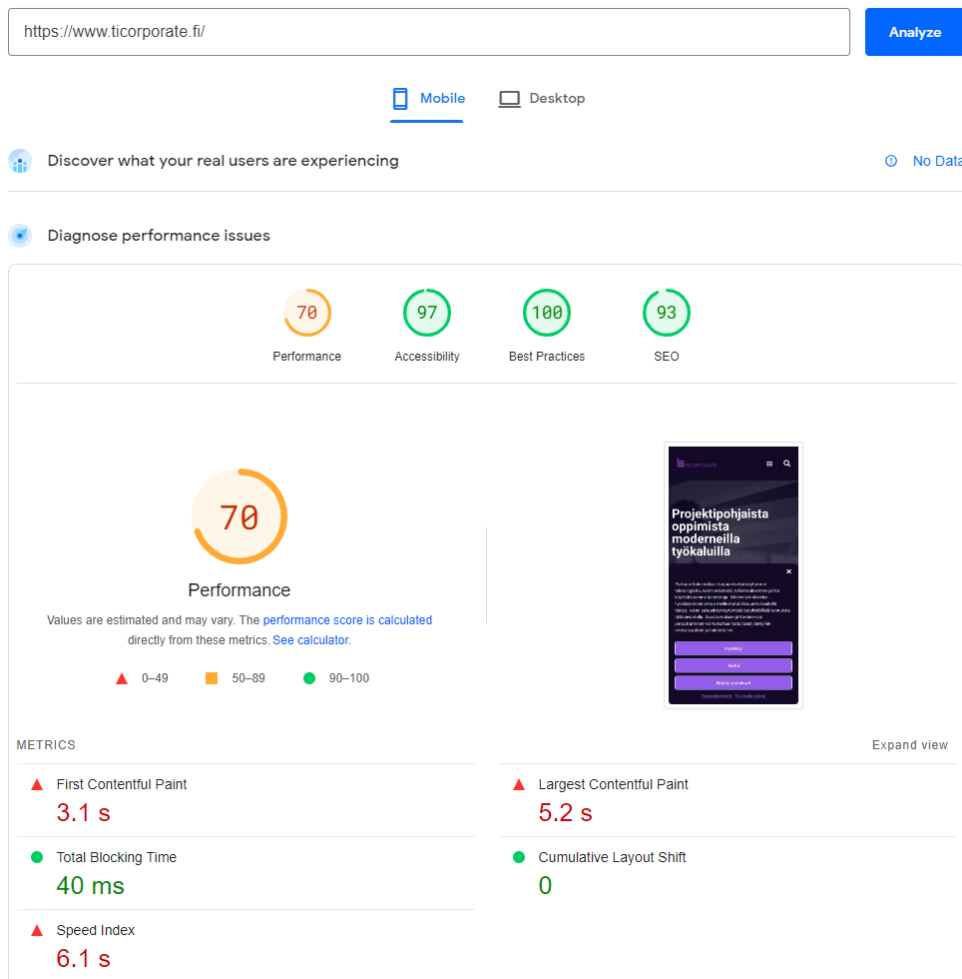 https://www.ticorporate.fi/
Analyze
Mobile
Desktop
Discover what your real users are experiencing
No Data
Diagnose performance issues
70
97
100
93
Performance
Accessibility
Best Practices
SEO
TICORPORATE
Projektipohjaista
oppimista
moderneilla
työkaluilla
70
Performance
Values are estimated and may vary. The performance score is calculated
directly from these metrics. See calculator.
0–49
50–89
90–100
METRICS
Expand view
First Contentful Paint
3.1 s
Largest Contentful Paint
5.2 s
Total Blocking Time
40 ms
Cumulative Layout Shift
0
Speed Index
6.1 s